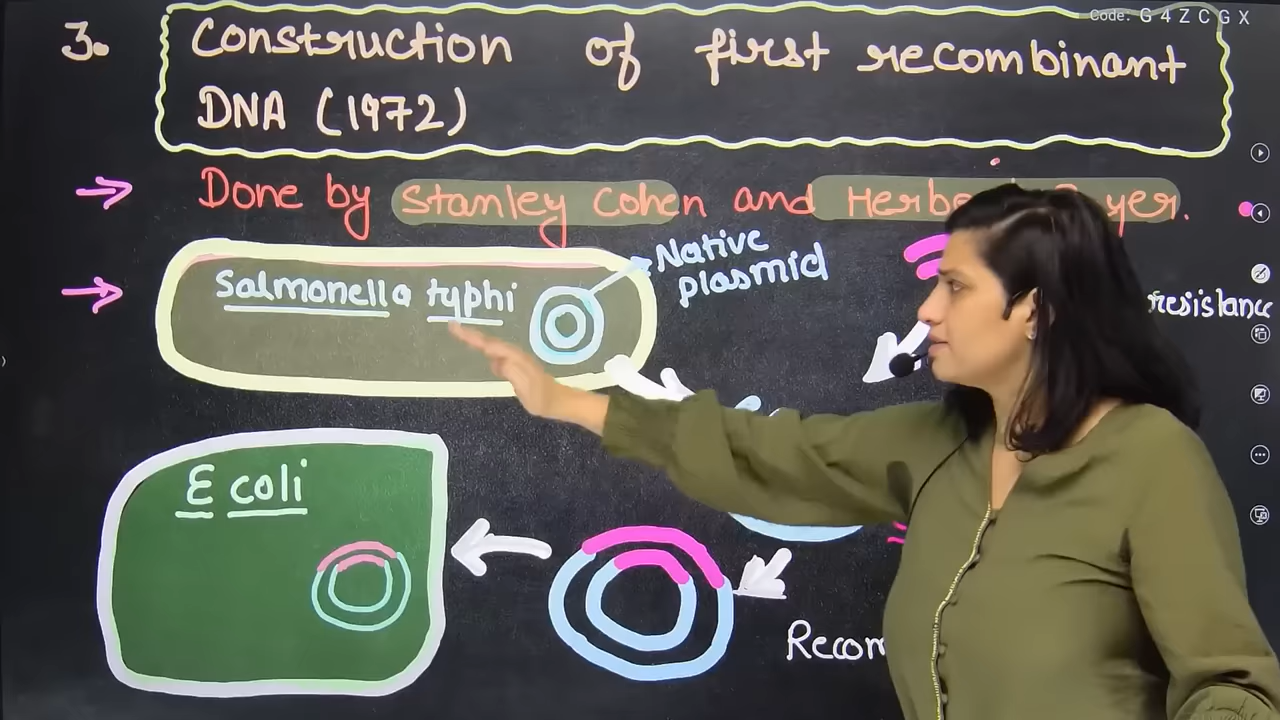 Code: G 4 Z C G X
3. Construction of first recombinant
DNA (1972)
→ Done by Stanley Cohen and
→ Salmonella typhi
Native
plasmid
E coli